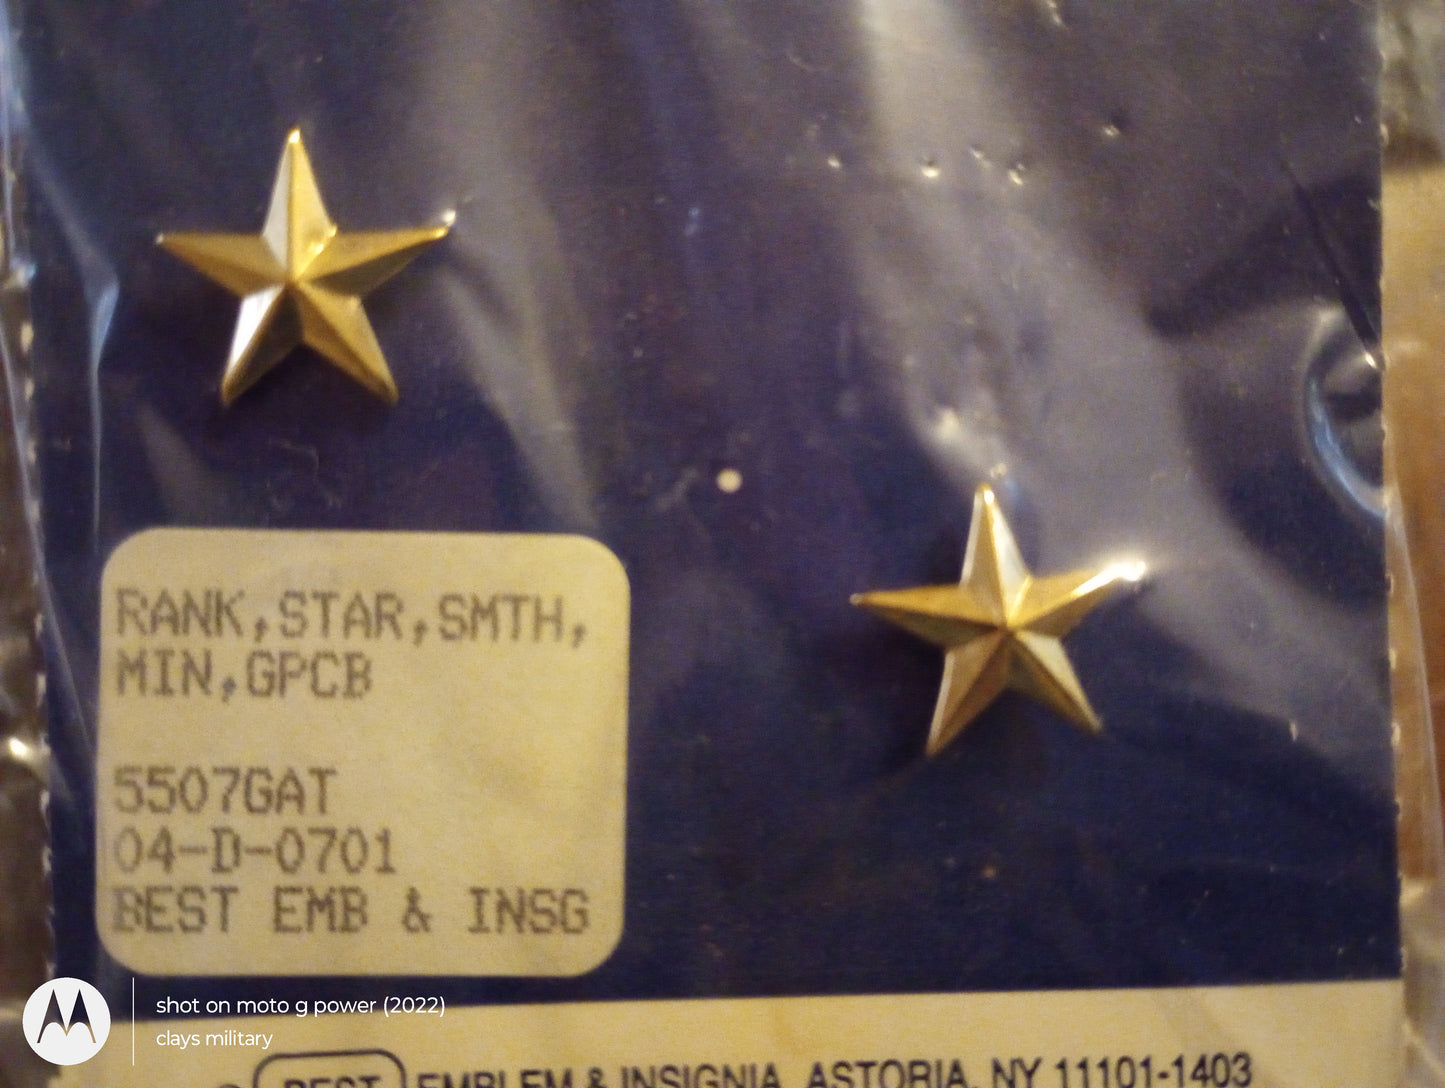 RANK,STAR,SMTH,
MIN,GPCB
5507GAT
04-D-0701
BEST EMB & INSG
shot on moto g power (2022)
clays military
BEST EMBLEM & INSIGNIA, ASTORIA, NY 11101-1403